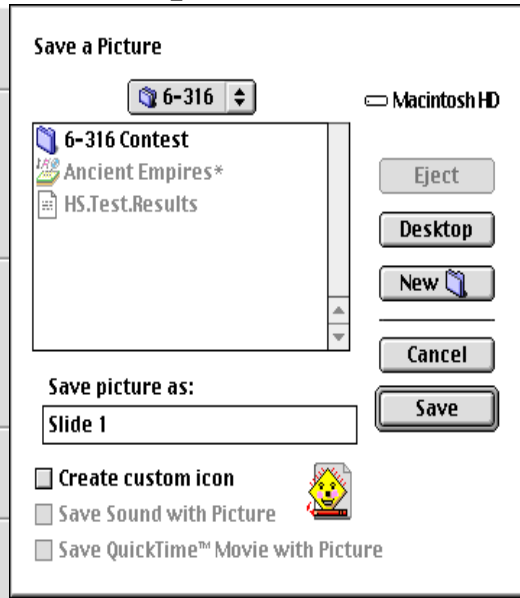 Save a Picture
6-316
Macintosh HD
6-316 Contest
Ancient Empires*
HS.Test.Results
Eject
Desktop
New
Cancel
Save
Save picture as:
Slide 1
Create custom icon
Save Sound with Picture
Save QuickTime™ Movie with Picture